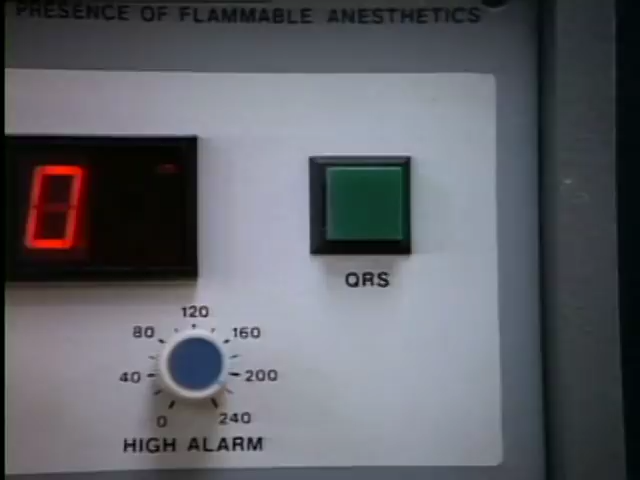 PRESENCE OF FLAMMABLE ANESTHETICS
0
QRS
120
80 160
40 200
0 240
HIGH ALARM